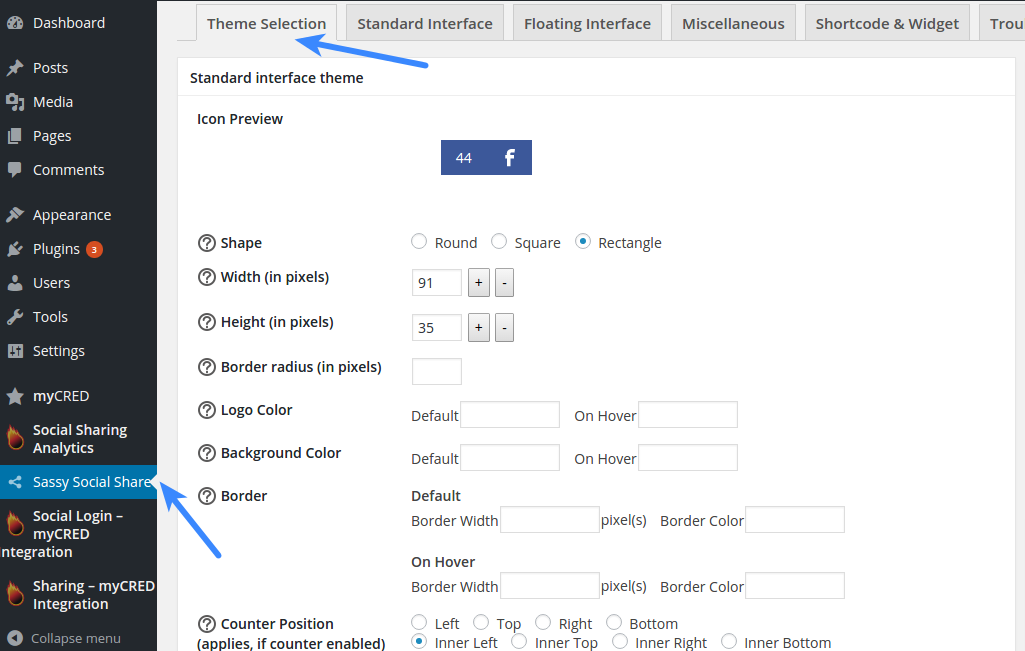 Dashboard
Posts
Media
Pages
Comments
Appearance
Plugins 3
Users
Tools
Settings
myCRED
Social Sharing
Analytics
Sassy Social Share
Social Login –
myCRED
Integration
Sharing – myCRED
Integration
Collapse menu
Theme Selection Standard Interface Floating Interface Miscellaneous Shortcode & Widget Trou
Standard interface theme
Icon Preview
44 f
? Shape Round Square Rectangle
? Width (in pixels) 91 + -
? Height (in pixels) 35 + -
? Border radius (in pixels)
? Logo Color Default On Hover
? Background Color Default On Hover
? Border Default
Border Width pixel(s) Border Color
On Hover
Border Width pixel(s) Border Color
? Counter Position Left Top Right Bottom
(applies, if counter enabled) Inner Left Inner Top Inner Right Inner Bottom